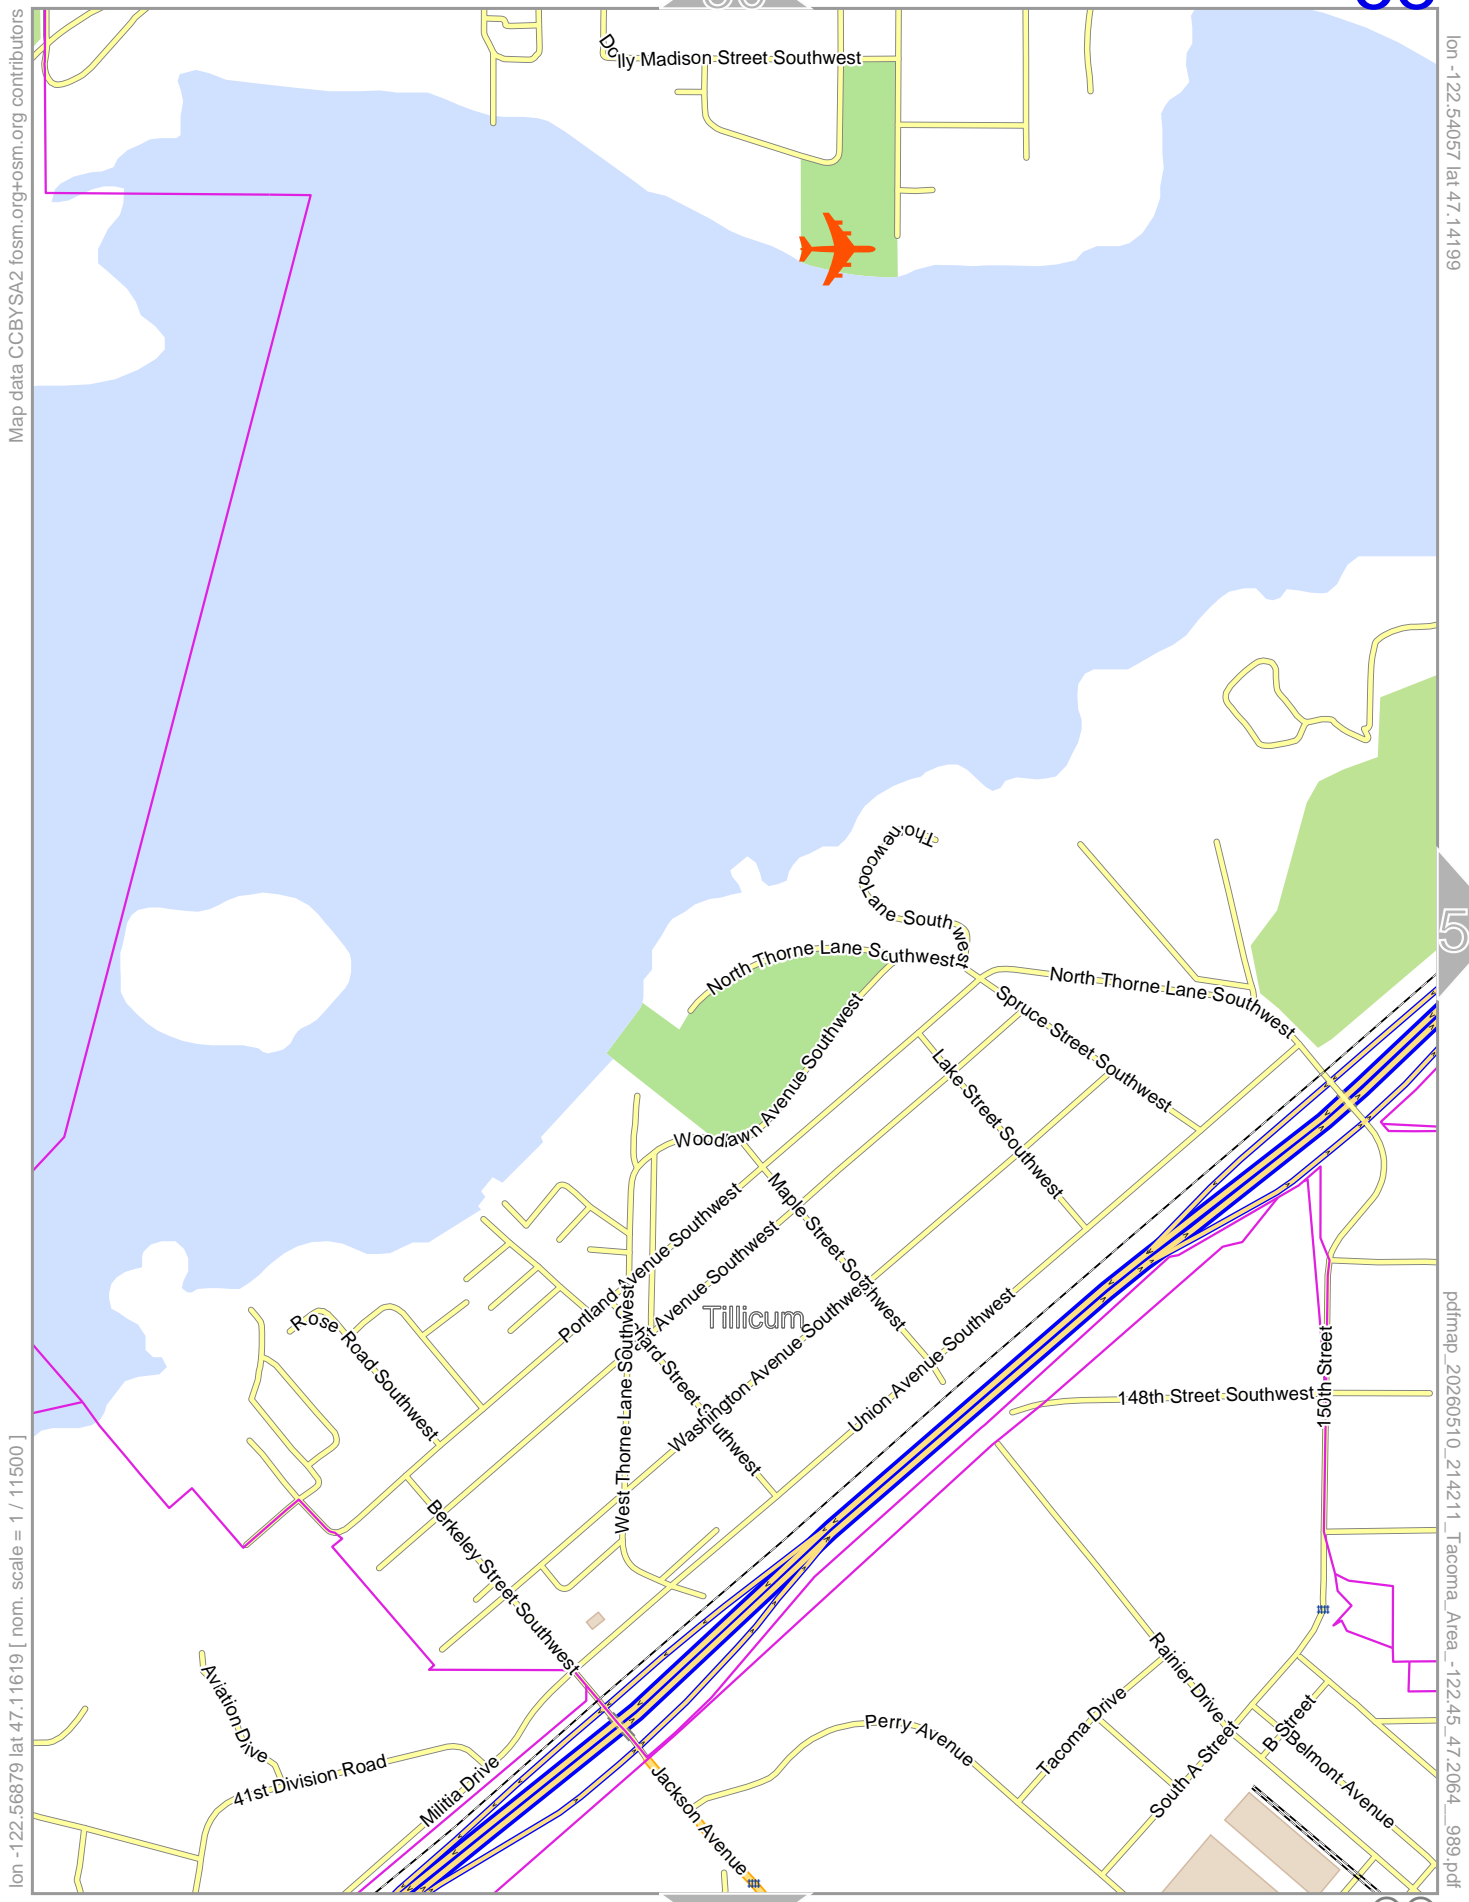 Map data CCBYSA2 fosm.org+osm.org contributors
lon -122.54057 lat 47.14199
Dolly Madison Street Southwest
5
Thornewood Lane Southwest
North Thorne Lane Southwest
North Thorne Lane Southwest
Spruce Street Southwest
Woodlawn Avenue Southwest
Lake Street Southwest
Maple Street Southwest
Portland Avenue Southwest
Grant Avenue Southwest
Tillicum
Orchard Street Southwest
Rose Road Southwest
West Thorne Lane Southwest
Washington Avenue Southwest
Union Avenue Southwest
150th Street
148th Street Southwest
Berkeley Street Southwest
Aviation Dive
41st Division Road
Militia Drive
Jackson Avenue
Perry Avenue
Tacoma Drive
Rainier Drive
South A Street
B Street
Belmont Avenue
lon -122.56879 lat 47.11619 [ nom. scale = 1 / 11500 ]
pdfmap_20260510_214211_Tacoma_Area_-122.45_47.2064__989.pdf